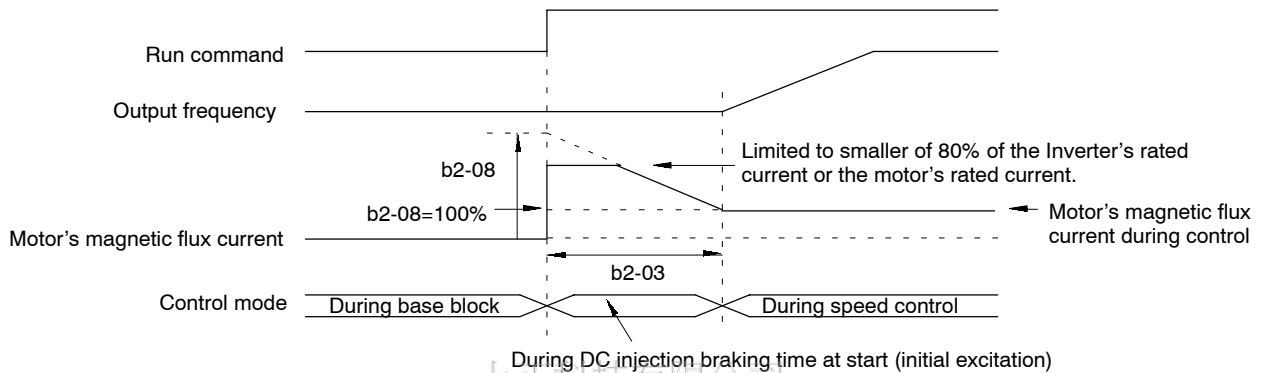 Run command
Output frequency
b2-08
Limited to smaller of 80% of the Inverter's rated
current or the motor's rated current.
b2-08=100%
Motor's magnetic flux
current during control
Motor's magnetic flux current
b2-03
Control mode
During base block
During speed control
During DC injection braking time at start (initial excitation)